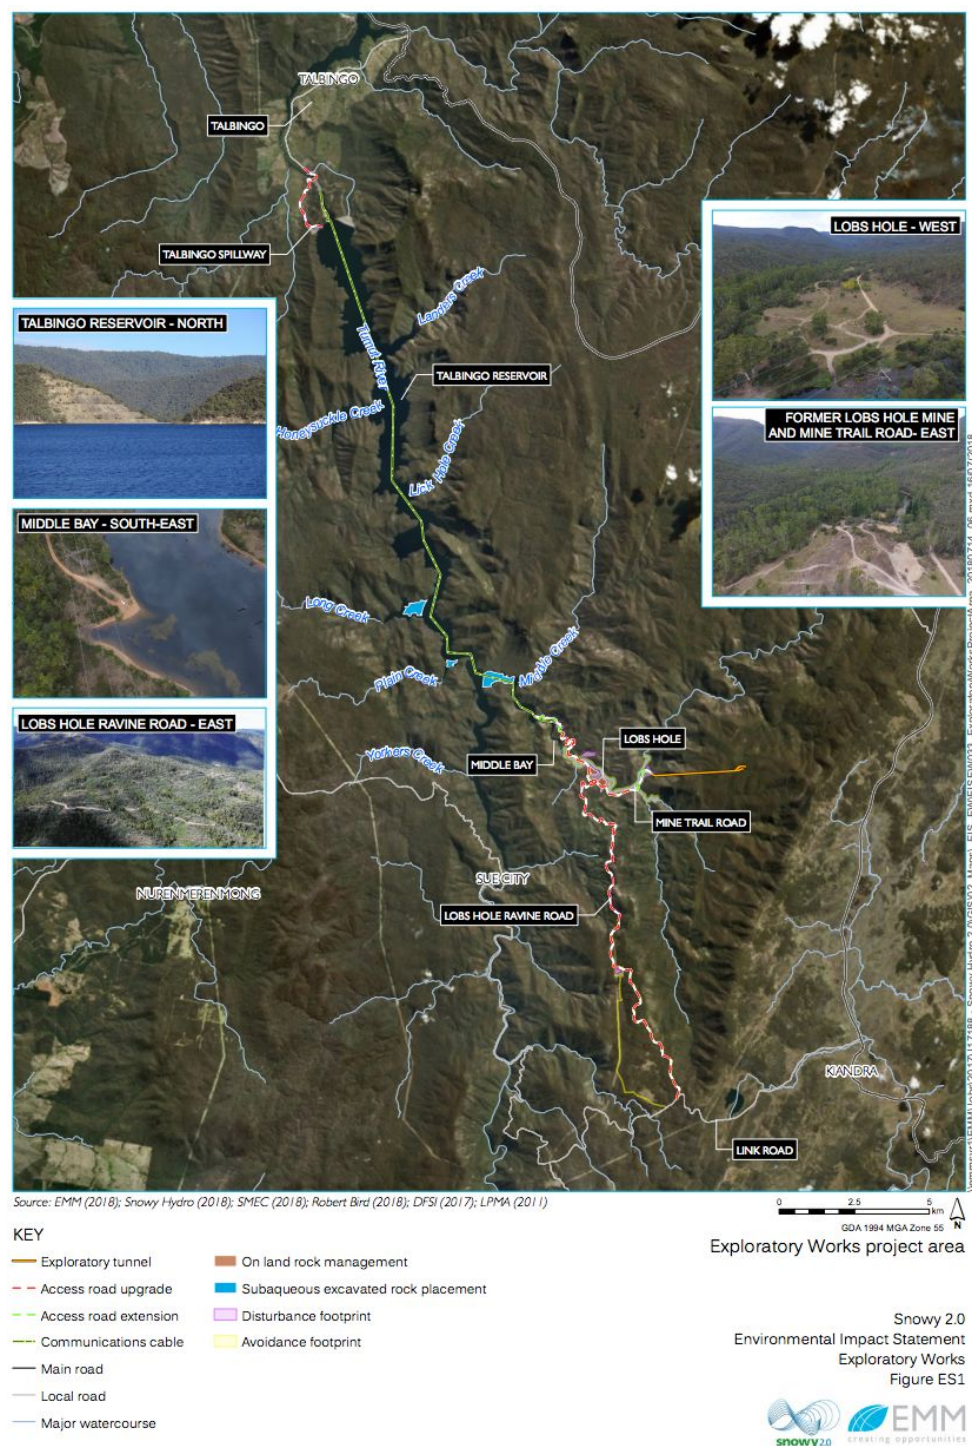 TALBINGO
TALBINGO
TALBINGO SPILLWAY
LOBS HOLE - WEST
Landers Creek
TALBINGO RESERVOIR - NORTH
Tumut River
TALBINGO RESERVOIR
Honeysuckle Creek
FORMER LOBS HOLE MINE
AND MINE TRAIL ROAD- EAST
Lick Hole Creek
MIDDLE BAY - SOUTH-EAST
Long Creek
Plain Creek
Middle Creek
LOBS HOLE RAVINE ROAD - EAST
LOBS HOLE
Yorkers Creek
MIDDLE BAY
MINE TRAIL ROAD
SUE CITY
NURENMERENMONG
LOBS HOLE RAVINE ROAD
KIANDRA
LINK ROAD
Source: EMM (2018); Snowy Hydro (2018); SMEC (2018); Robert Bird (2018); DFSI (2017); LPMA (2011)
0 2.5 5
km
GDA 1994 MGA Zone 55
N
KEY
Exploratory tunnel
Access road upgrade
Access road extension
Communications cable
Main road
Local road
Major watercourse
On land rock management
Subaqueous excavated rock placement
Disturbance footprint
Avoidance footprint
Exploratory Works project area
Snowy 2.0
Environmental Impact Statement
Exploratory Works
Figure ES1
snowy2.0
EMM
creating opportunities